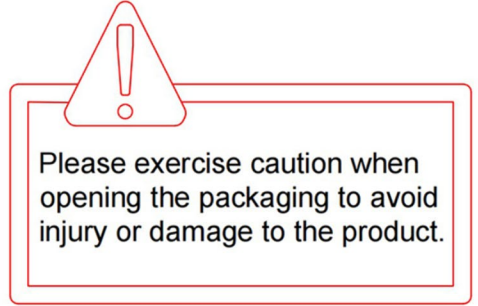 Please exercise caution when
opening the packaging to avoid
injury or damage to the product.